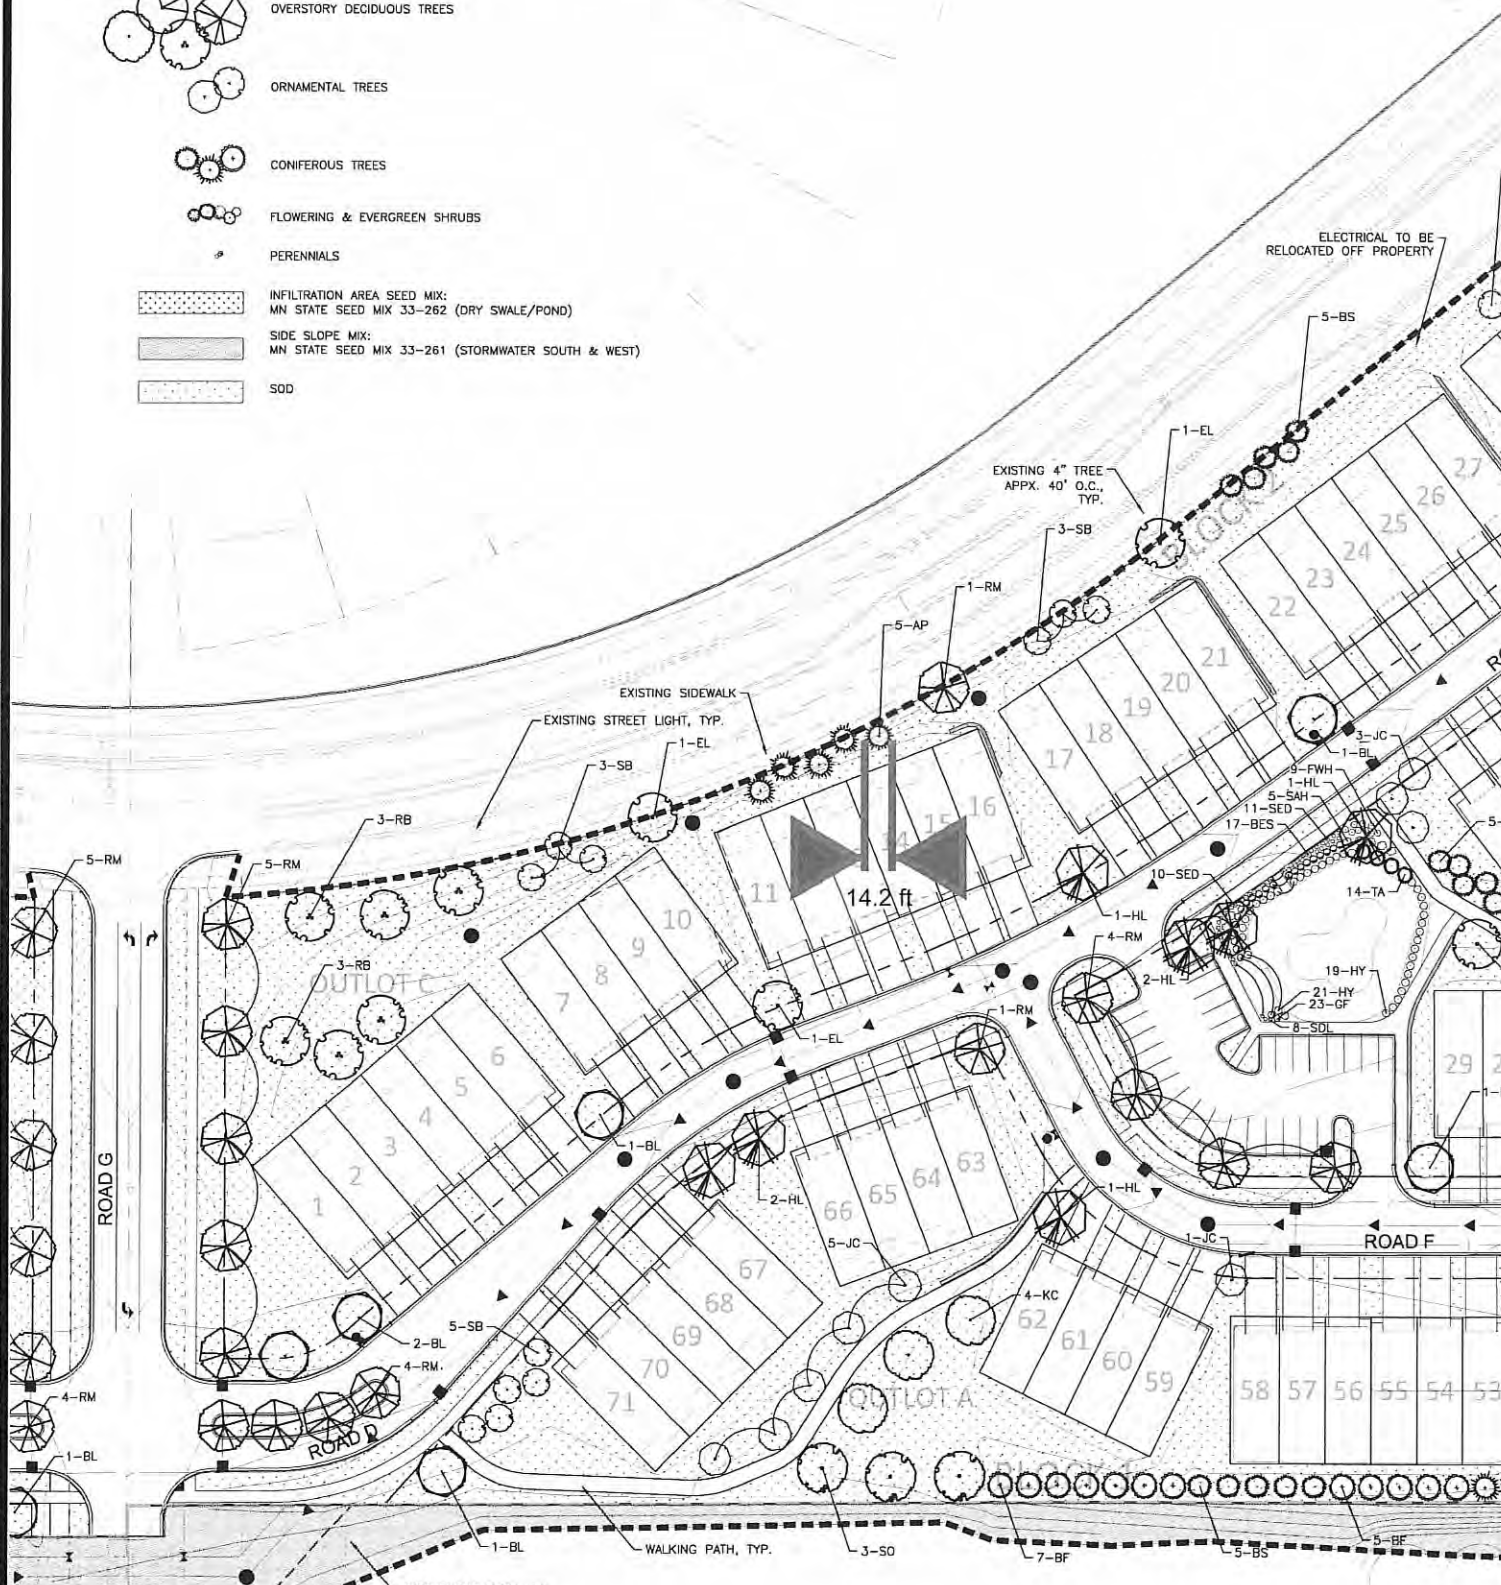 OVERSTORY DECIDUOUS TREES
ORNAMENTAL TREES
CONIFEROUS TREES
FLOWERING & EVERGREEN SHRUBS
PERENNIALS
INFILTRATION AREA SEED MIX:
MN STATE SEED MIX 33-262 (DRY SWALE/POND)
SIDE SLOPE MIX:
MN STATE SEED MIX 33-261 (STORMWATER SOUTH & WEST)
SOD
ELECTRICAL TO BE
RELOCATED OFF PROPERTY
5-BS
1-EL
EXISTING 4" TREE
APPX. 40' O.C.,
TYP.
3-SB
BLOCK 2
27
26
25
24
23
22
1-RM
5-AP
21
20
19
18
17
EXISTING SIDEWALK
EXISTING STREET LIGHT, TYP.
1-EL
3-SB
3-JC
1-BL
9-FWH
1-HL
5-SAH
11-SED
17-BES
3-RB
16
15
14
11
14.2 ft
5-RM
5-RM
10-SED
14-TA
1-HL
4-RM
10
9
8
7
3-RB
OUTLOT C
2-HL
19-HY
21-HY
23-GF
8-SDL
1-RM
1-EL
6
5
4
3
2
1
29
1-BL
63
64
65
66
2-HL
1-HL
ROAD G
5-JC
1-JC
ROAD F
67
68
69
70
71
4-KC
62
61
60
59
5-SB
2-BL
4-RM
4-RM
58 57 56 55 54 53
OUTLOT A
ROAD D
1-BL
1-BL
WALKING PATH, TYP.
3-SO
7-BF
5-BS
5-BF